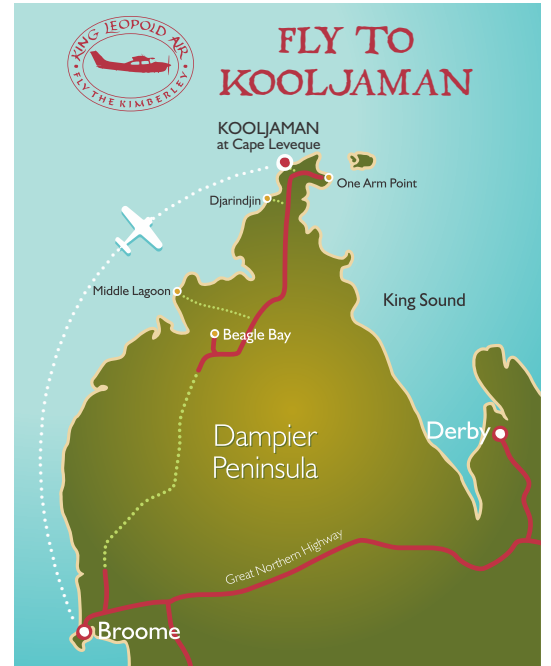 KING LEOPOLD AIR
• FLY THE KIMBERLEY •
FLY TO
KOOLJAMAN
KOOLJAMAN
at Cape Leveque
One Arm Point
Djarindjin
Middle Lagoon
King Sound
Beagle Bay
Derby
Dampier
Peninsula
Great Northern Highway
Broome